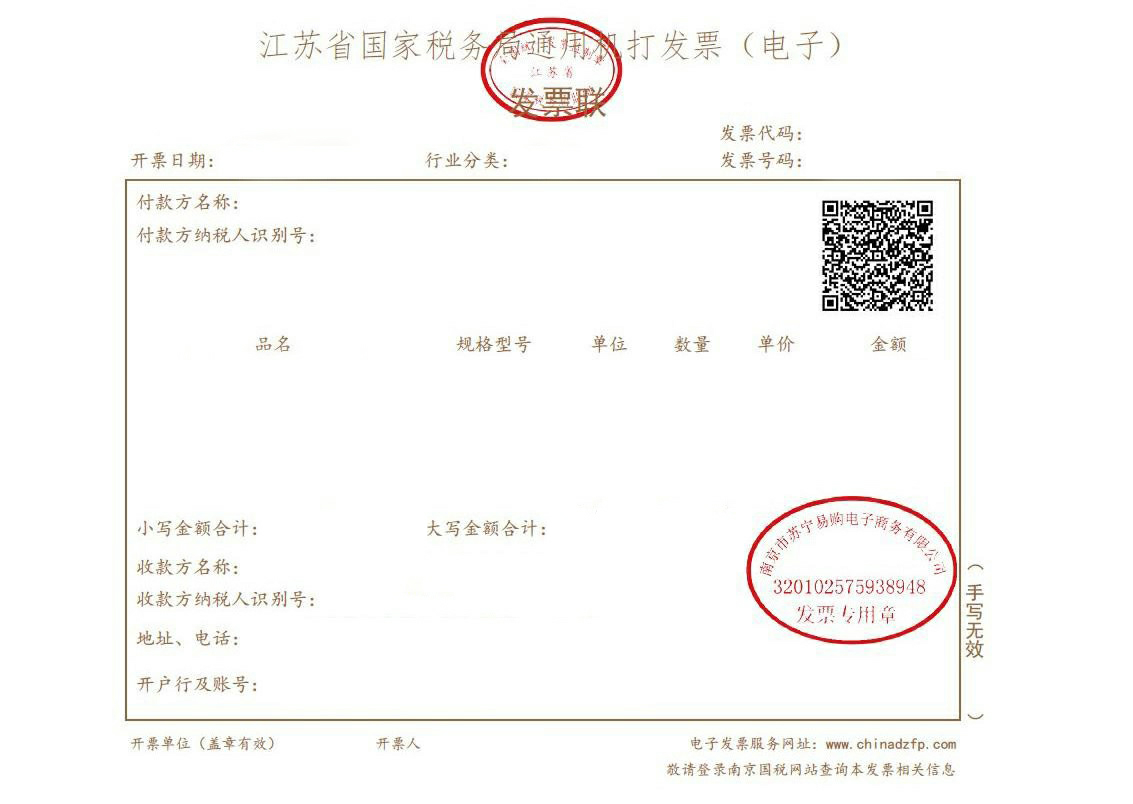 江苏省国家税务局通用机打发票（电子）
江苏省
发票联
发票代码：
开票日期： 行业分类： 发票号码：
付款方名称：
付款方纳税人识别号：
品名 规格型号 单位 数量 单价 金额
小写金额合计： 大写金额合计：
南京市苏宁易购电子商务有限公司
320102575938948
发票专用章
收款方名称：
收款方纳税人识别号：
地址、电话：
开户行及账号：
（手写无效）
开票单位（盖章有效） 开票人 电子发票服务网址：www.chinadzfp.com
敬请登录南京国税网站查询本发票相关信息